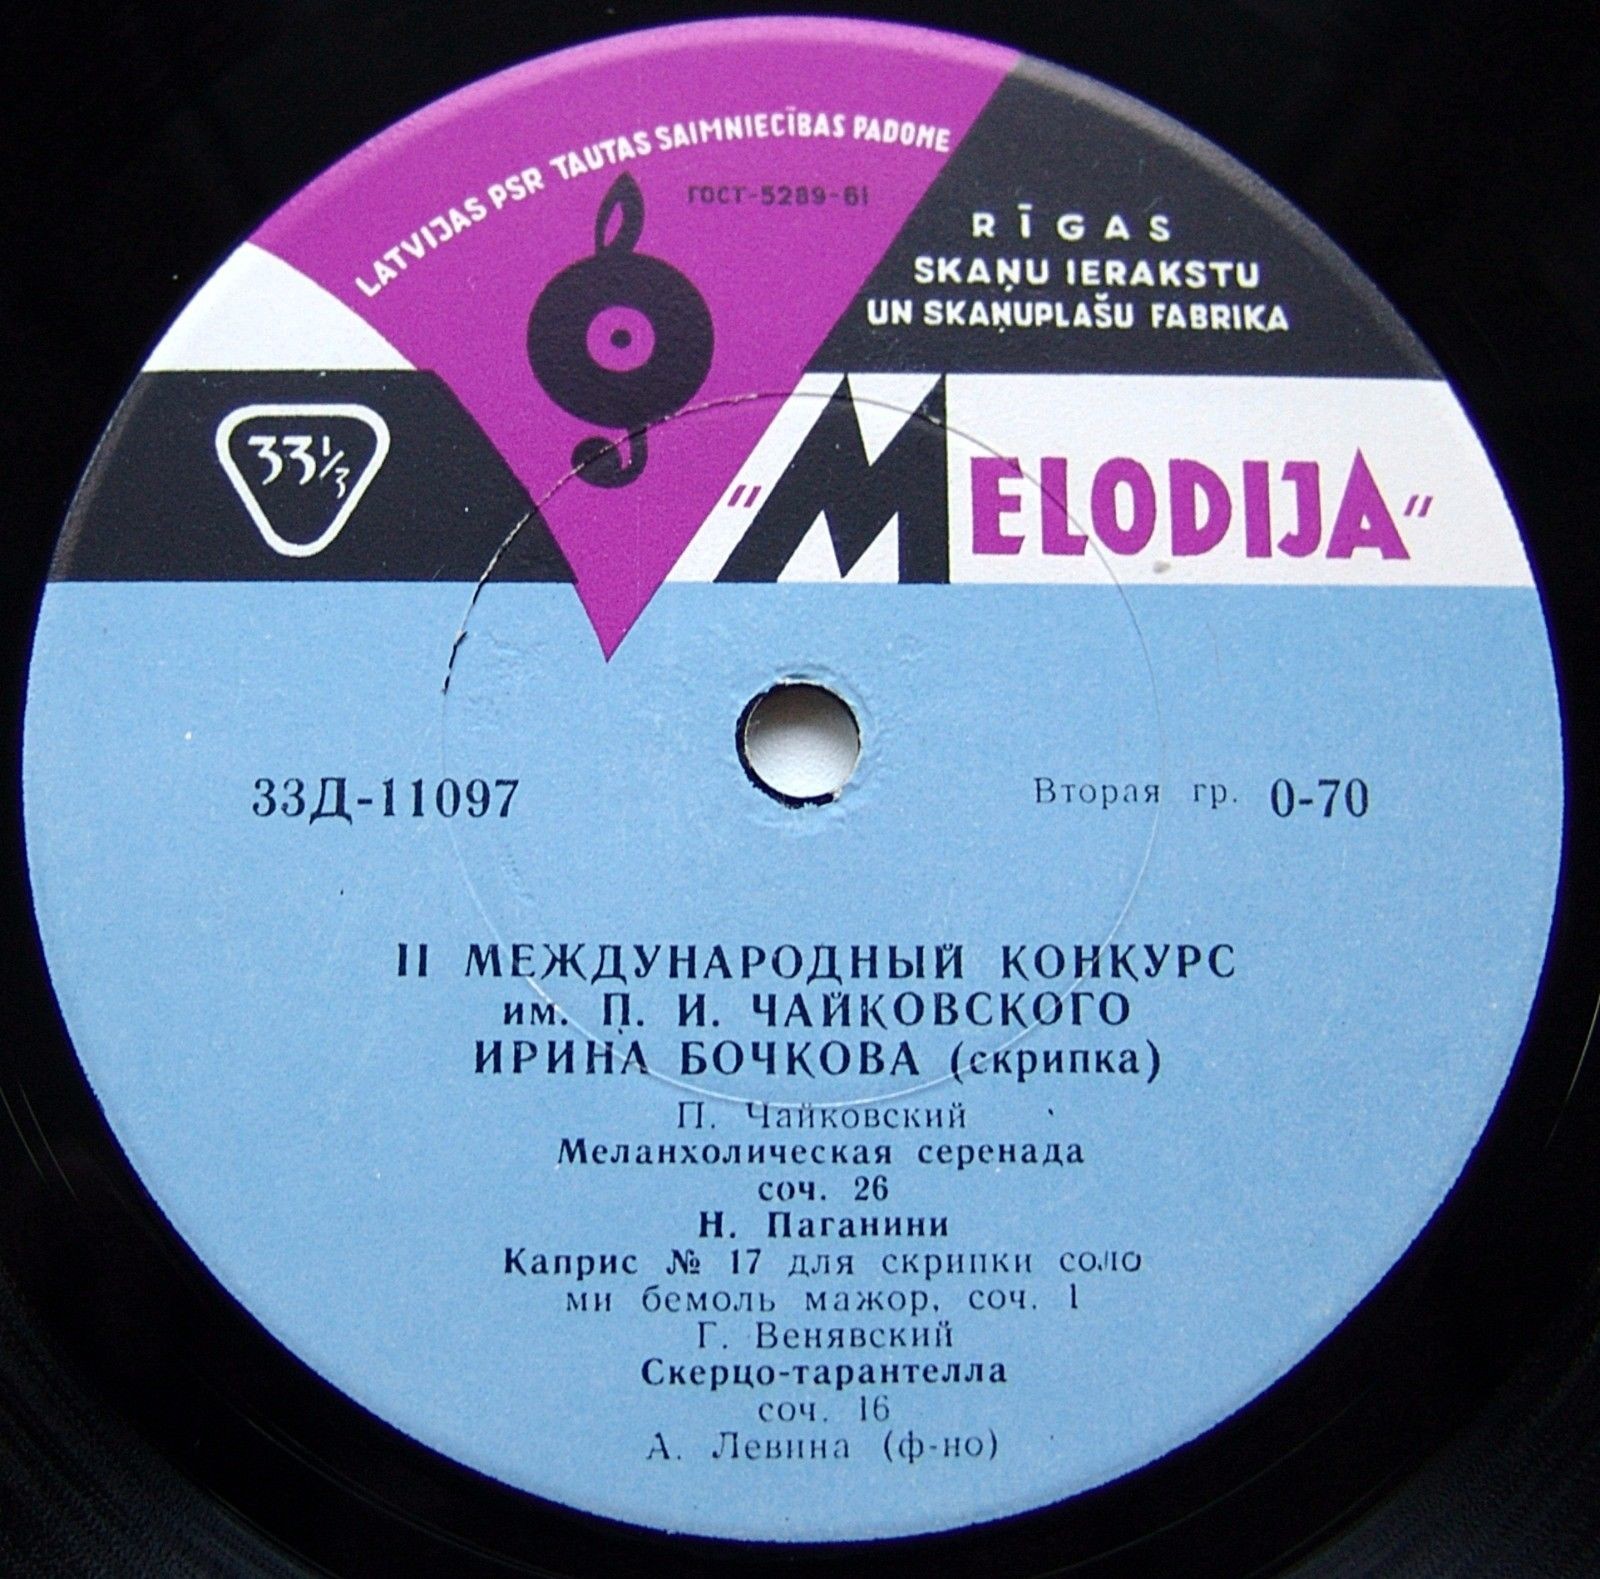 LATVIJAS PSR TAUTAS SAIMNIECĪBAS PADOME
ГОСТ-5289-61
RĪGAS
SKAŅU IERAKSTU
UN SKAŅUPLAŠU FABRIKA
33⅓
"MELODIJA"
33Д-11097
Вторая гр. 0-70
II МЕЖДУНАРОДНЫЙ КОНКУРС
им. П. И. ЧАЙКОВСКОГО
ИРИНА БОЧКОВА (скрипка)
П. Чайковский
Меланхолическая серенада
соч. 26
Н. Паганини
Каприс № 17 для скрипки соло
ми бемоль мажор, соч. 1
Г. Венявский
Скерцо-тарантелла
соч. 16
А. Левина (ф-но)